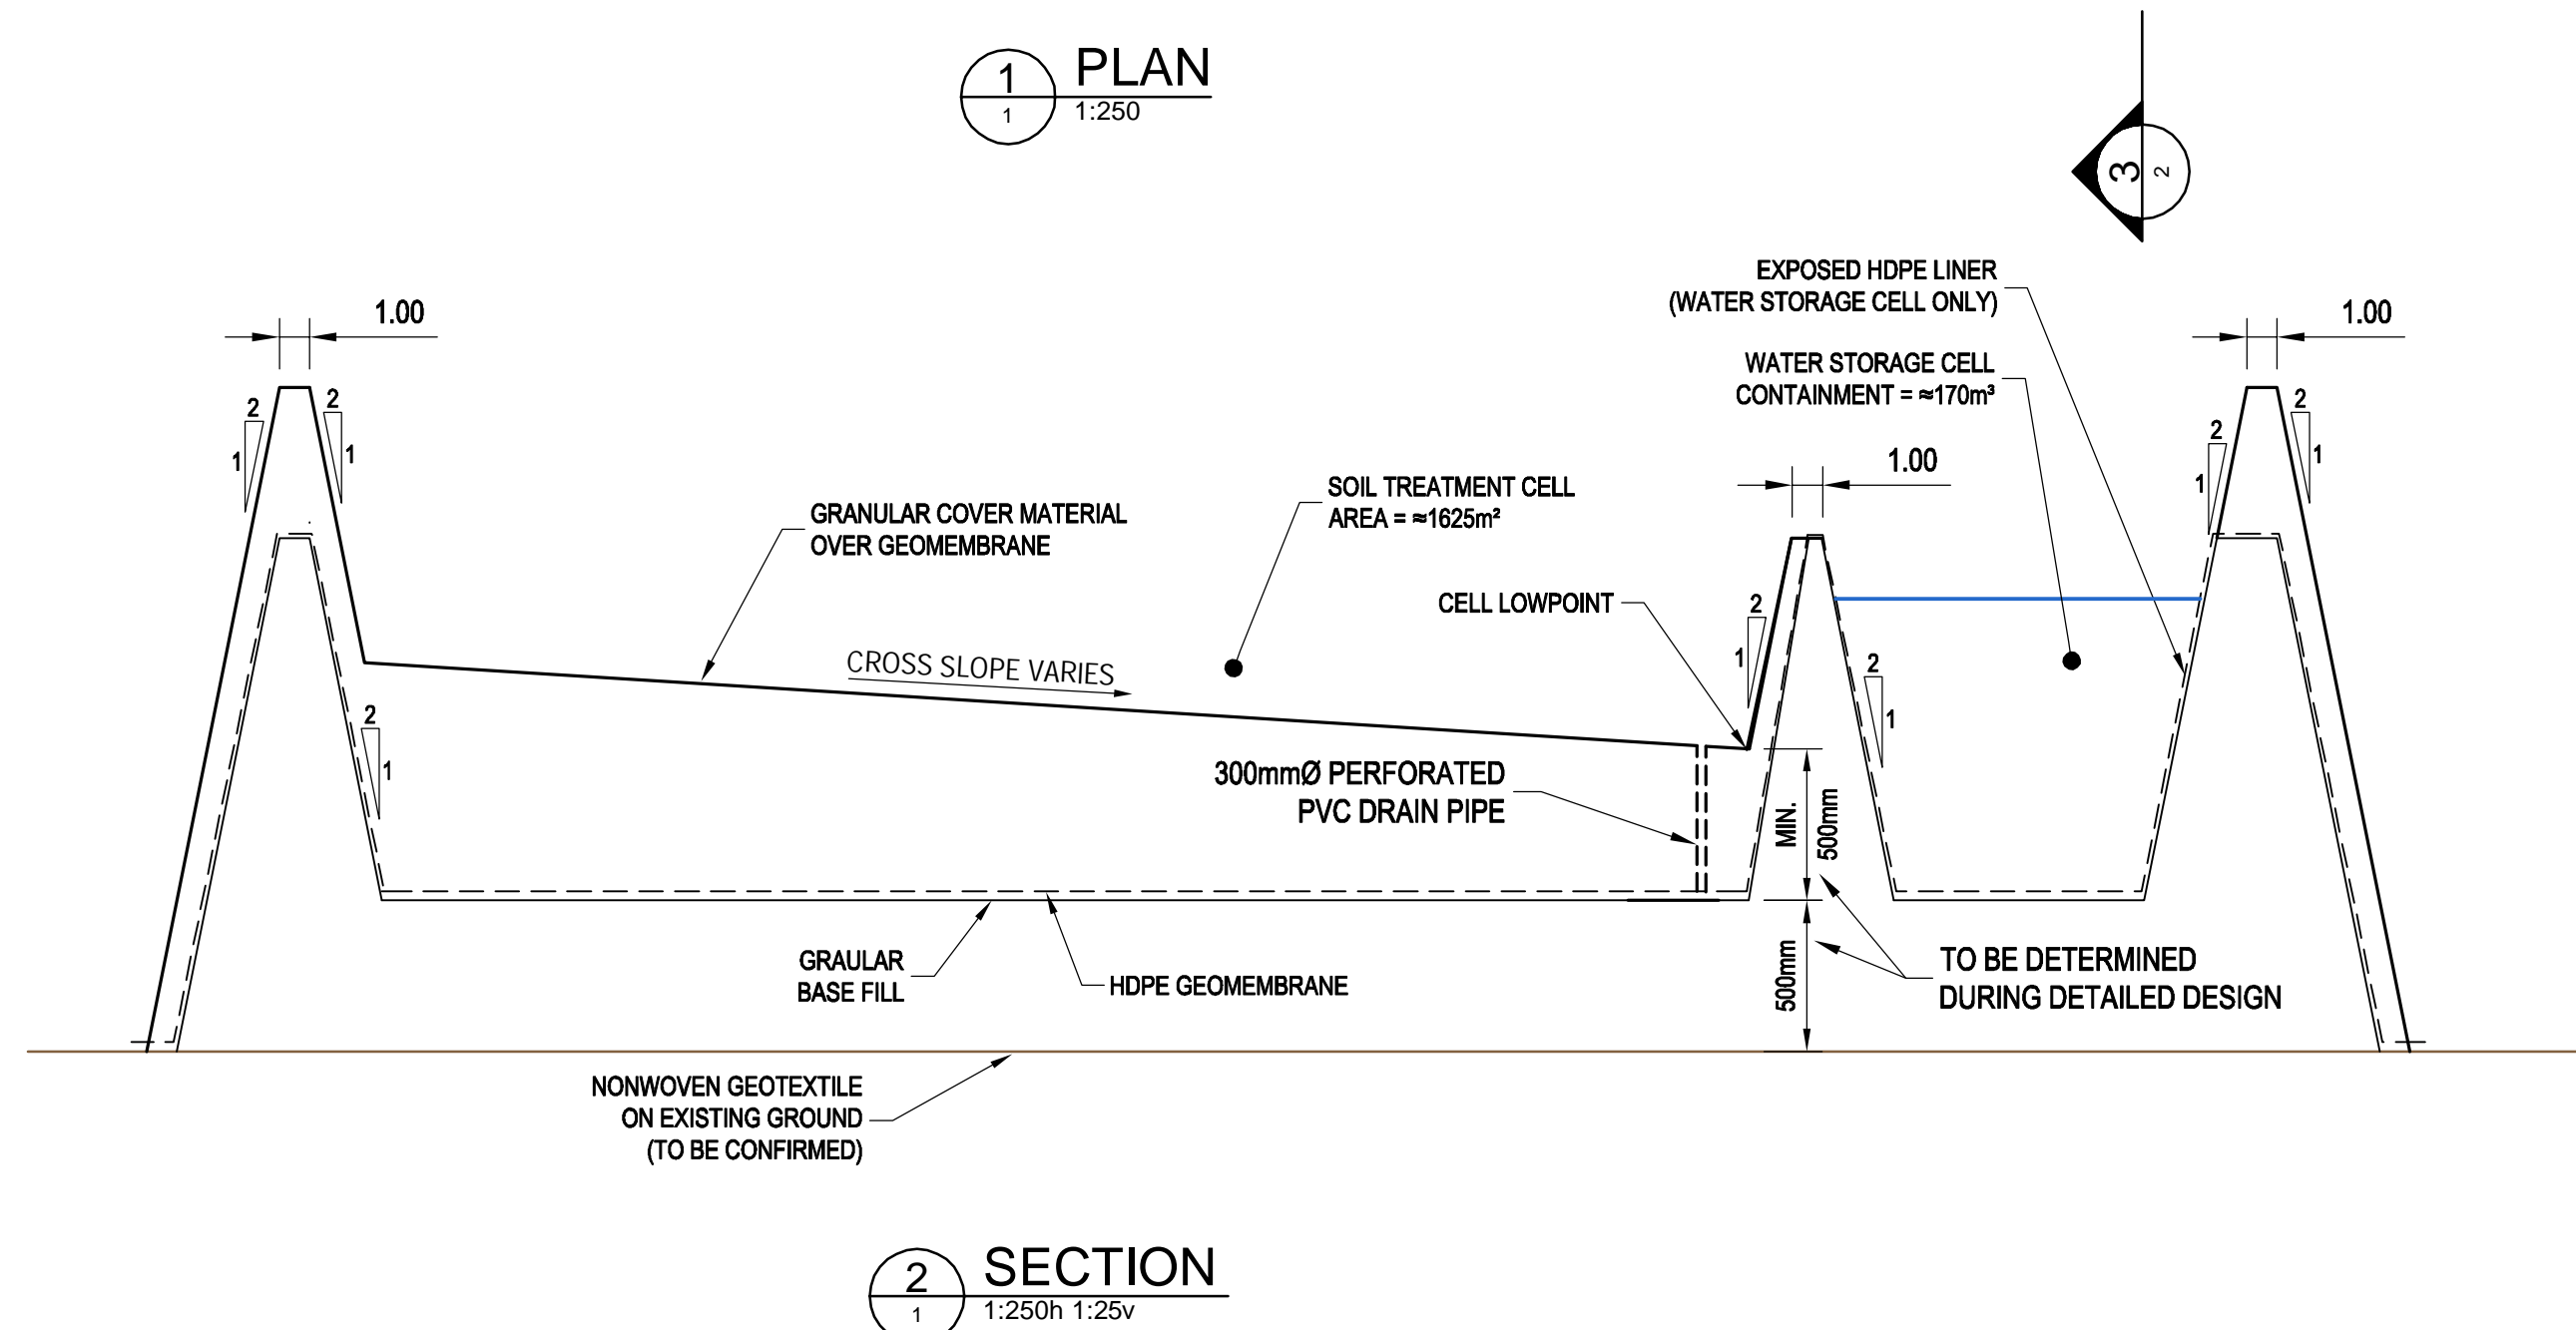 1
1
PLAN
1:250
3
2
EXPOSED HDPE LINER
(WATER STORAGE CELL ONLY)
1.00
1.00
WATER STORAGE CELL
CONTAINMENT = ≈170m³
2
1
2
1
2
1
2
1
1.00
SOIL TREATMENT CELL
AREA = ≈1625m²
GRANULAR COVER MATERIAL
OVER GEOMEMBRANE
CELL LOWPOINT
2
1
CROSS SLOPE VARIES
2
1
2
1
300mmØ PERFORATED
PVC DRAIN PIPE
MIN.
500mm
GRAULAR
BASE FILL
HDPE GEOMEMBRANE
500mm
TO BE DETERMINED
DURING DETAILED DESIGN
NONWOVEN GEOTEXTILE
ON EXISTING GROUND
(TO BE CONFIRMED)
2
1
SECTION
1:250h 1:25v